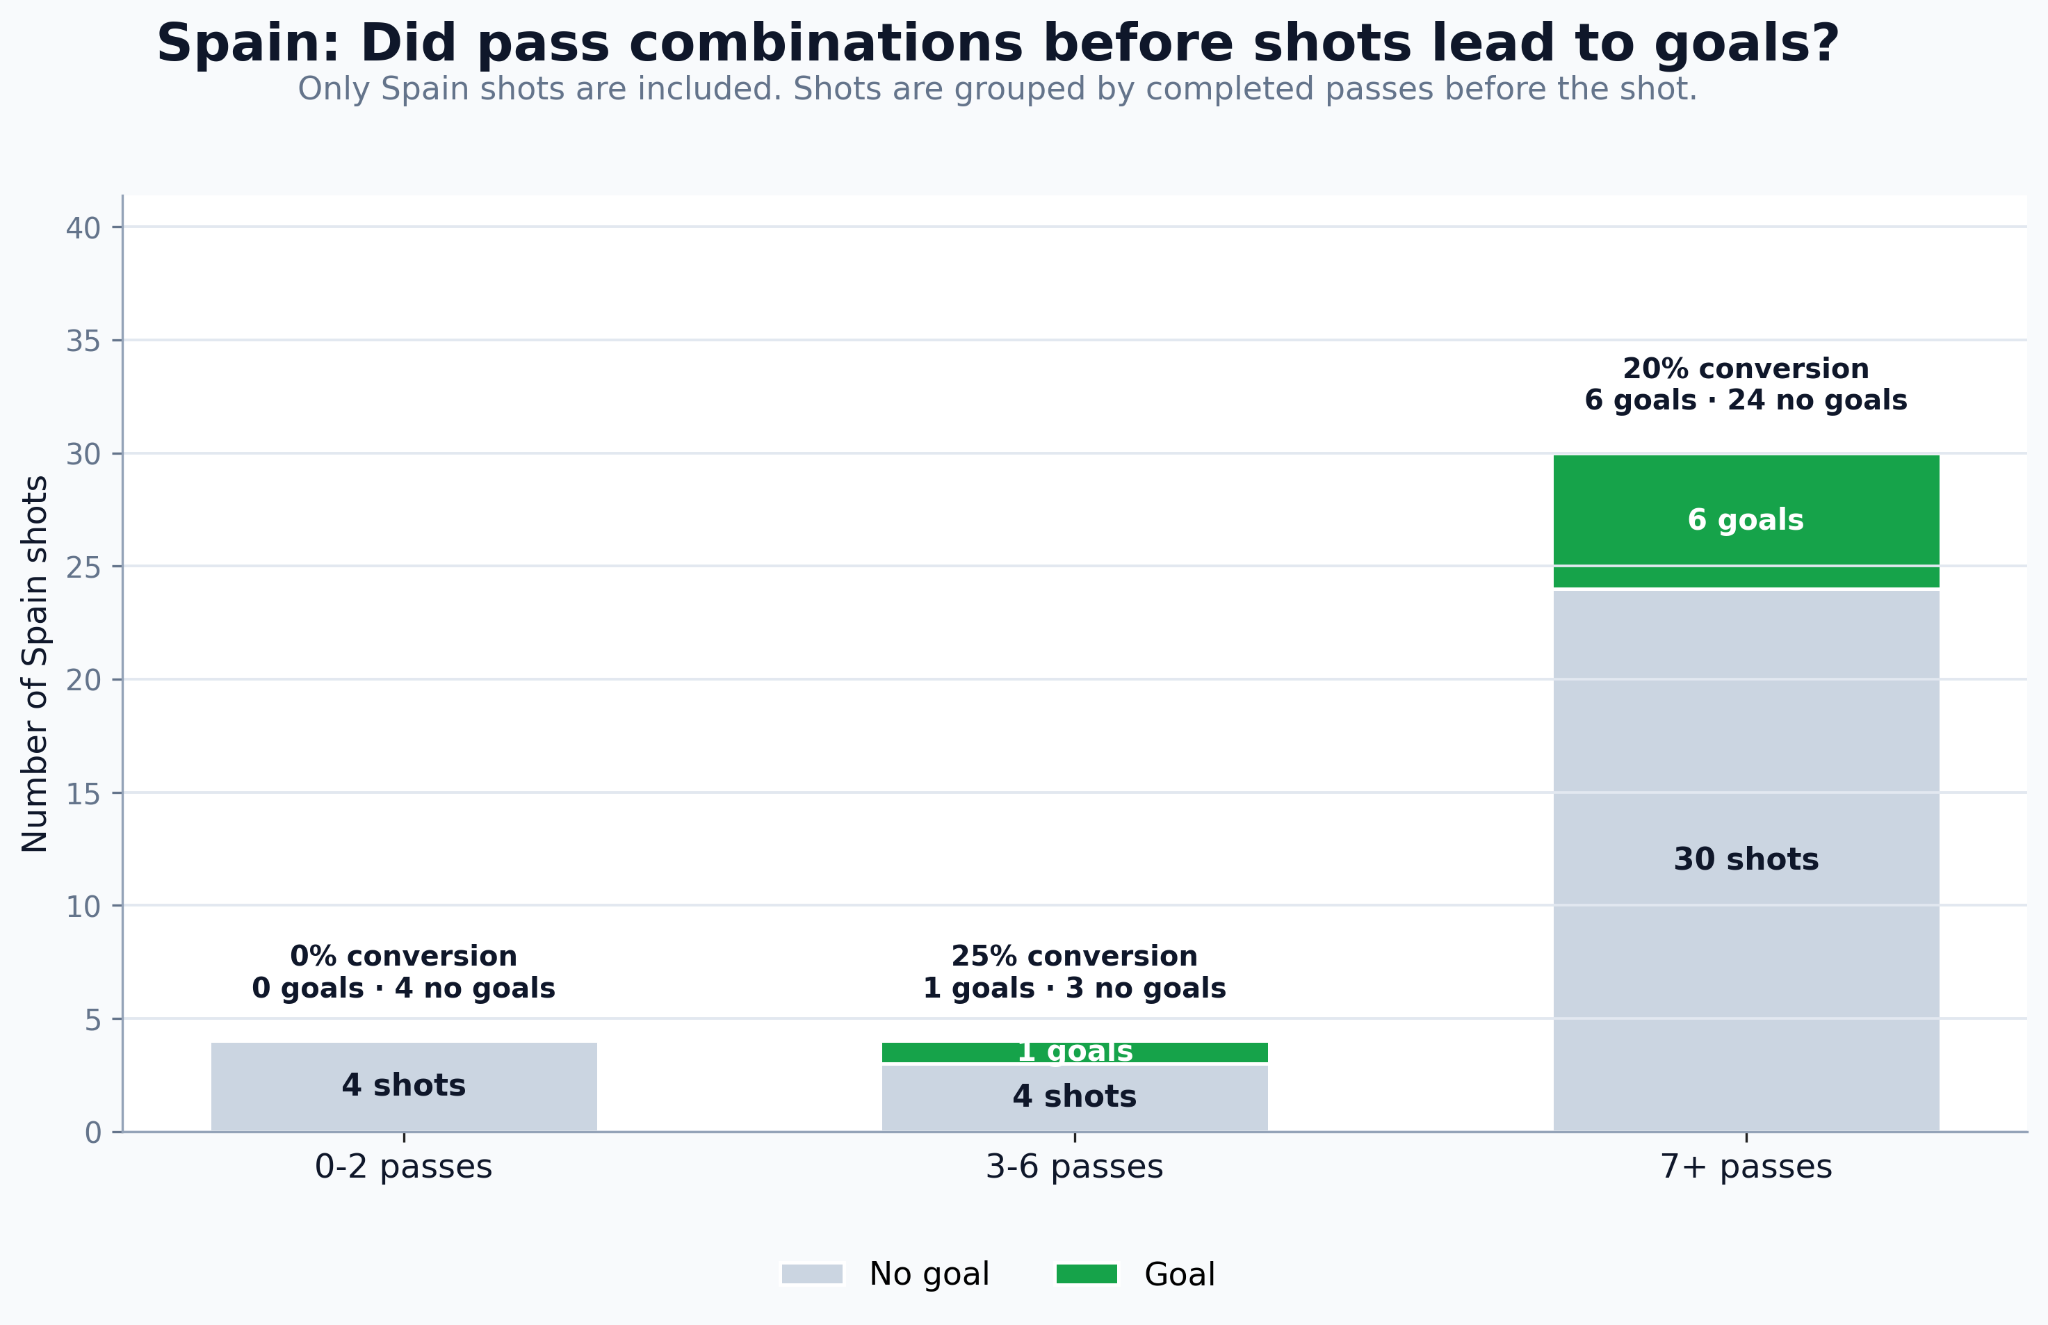 Spain: Did pass combinations before shots lead to goals?
Only Spain shots are included. Shots are grouped by completed passes before the shot.
Number of Spain shots
40
35
30
25
20
15
10
5
0
0% conversion
0 goals · 4 no goals
4 shots
25% conversion
1 goals · 3 no goals
1 goals
4 shots
20% conversion
6 goals · 24 no goals
6 goals
30 shots
0-2 passes
3-6 passes
7+ passes
No goal
Goal